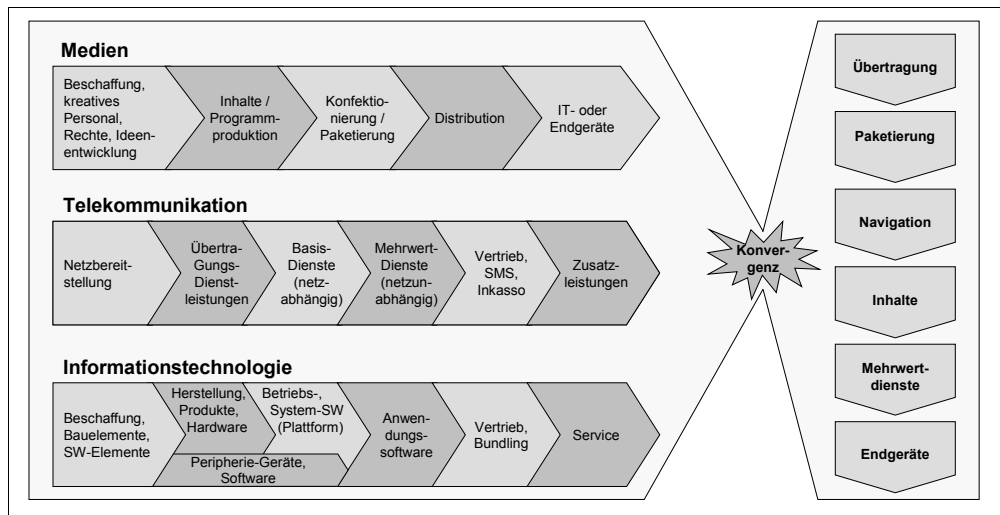 Medien
Beschaffung,
kreatives
Personal,
Rechte, Ideen-
entwicklung
Inhalte /
Programm-
produktion
Konfektio-
nierung /
Paketierung
Distribution
IT- oder
Endgeräte
Telekommunikation
Netzbereit-
stellung
Übertra-
Gungs-
Dienst-
leistungen
Basis-
Dienste
(netz-
abhängig)
Mehrwert-
Dienste
(netzun-
abhängig)
Vertrieb,
SMS,
Inkasso
Zusatz-
leistungen
Informationstechnologie
Beschaffung,
Bauelemente,
SW-Elemente
Herstellung,
Produkte,
Hardware
Betriebs-,
System-SW
(Plattform)
Peripherie-Geräte,
Software
Anwen-
dungs-
software
Vertrieb,
Bundling
Service
Konver-
genz
Übertragung
Paketierung
Navigation
Inhalte
Mehrwert-
dienste
Endgeräte